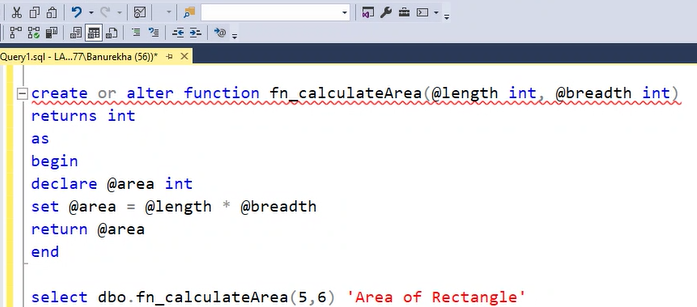 Query1.sql - LA...77\Banurekha (56))*
create or alter function fn_calculateArea(@length int, @breadth int)
returns int
as
begin
declare @area int
set @area = @length * @breadth
return @area
end
select dbo.fn_calculateArea(5,6) 'Area of Rectangle'